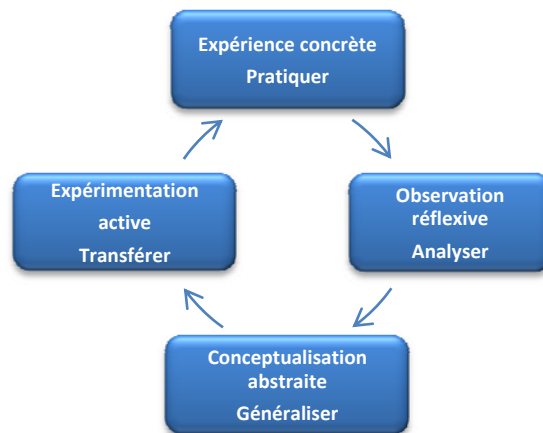 Expérience concrète
Pratiquer
Expérimentation
active
Transférer
Observation
réflexive
Analyser
Conceptualisation
abstraite
Généraliser